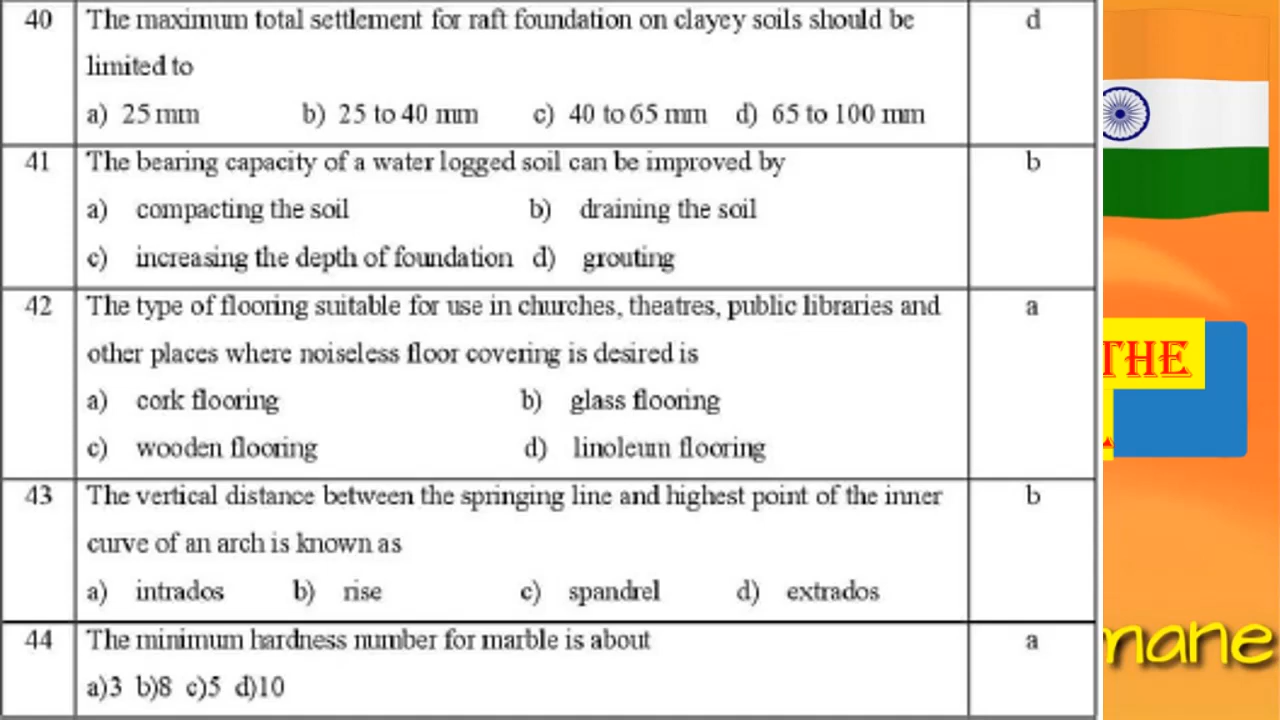 40 The maximum total settlement for raft foundation on clayey soils should be d
limited to
a) 25 mm b) 25 to 40 mm c) 40 to 65 mm d) 65 to 100 mm
41 The bearing capacity of a water logged soil can be improved by b
a) compacting the soil b) draining the soil
c) increasing the depth of foundation d) grouting
42 The type of flooring suitable for use in churches, theatres, public libraries and a
other places where noiseless floor covering is desired is
a) cork flooring b) glass flooring
c) wooden flooring d) linoleum flooring
43 The vertical distance between the springing line and highest point of the inner b
curve of an arch is known as
a) intrados b) rise c) spandrel d) extrados
44 The minimum hardness number for marble is about a
a)3 b)8 c)5 d)10
THE
mane